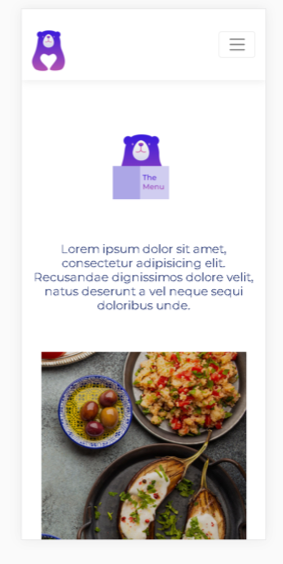 The
Menu
Lorem ipsum dolor sit amet,
consectetur adipisicing elit.
Recusandae dignissimos dolore velit,
natus deserunt a vel neque sequi
doloribus unde.